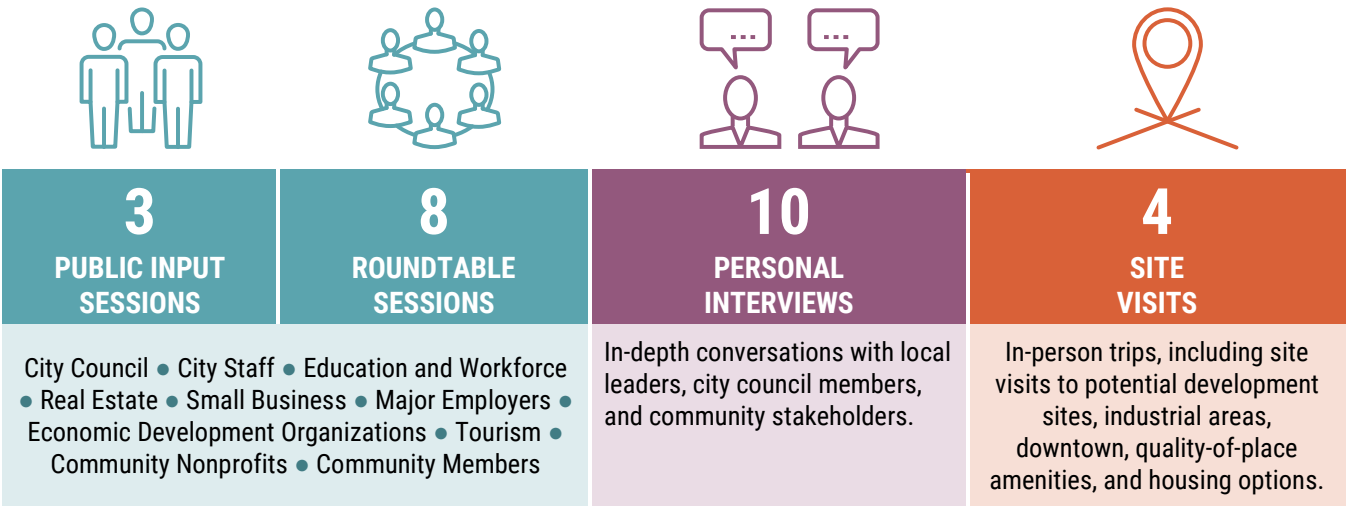 ... ...
3
PUBLIC INPUT
SESSIONS
8
ROUNDTABLE
SESSIONS
10
PERSONAL
INTERVIEWS
4
SITE
VISITS
City Council ● City Staff ● Education and Workforce
● Real Estate ● Small Business ● Major Employers ●
Economic Development Organizations ● Tourism ●
Community Nonprofits ● Community Members
In-depth conversations with local
leaders, city council members,
and community stakeholders.
In-person trips, including site
visits to potential development
sites, industrial areas,
downtown, quality-of-place
amenities, and housing options.